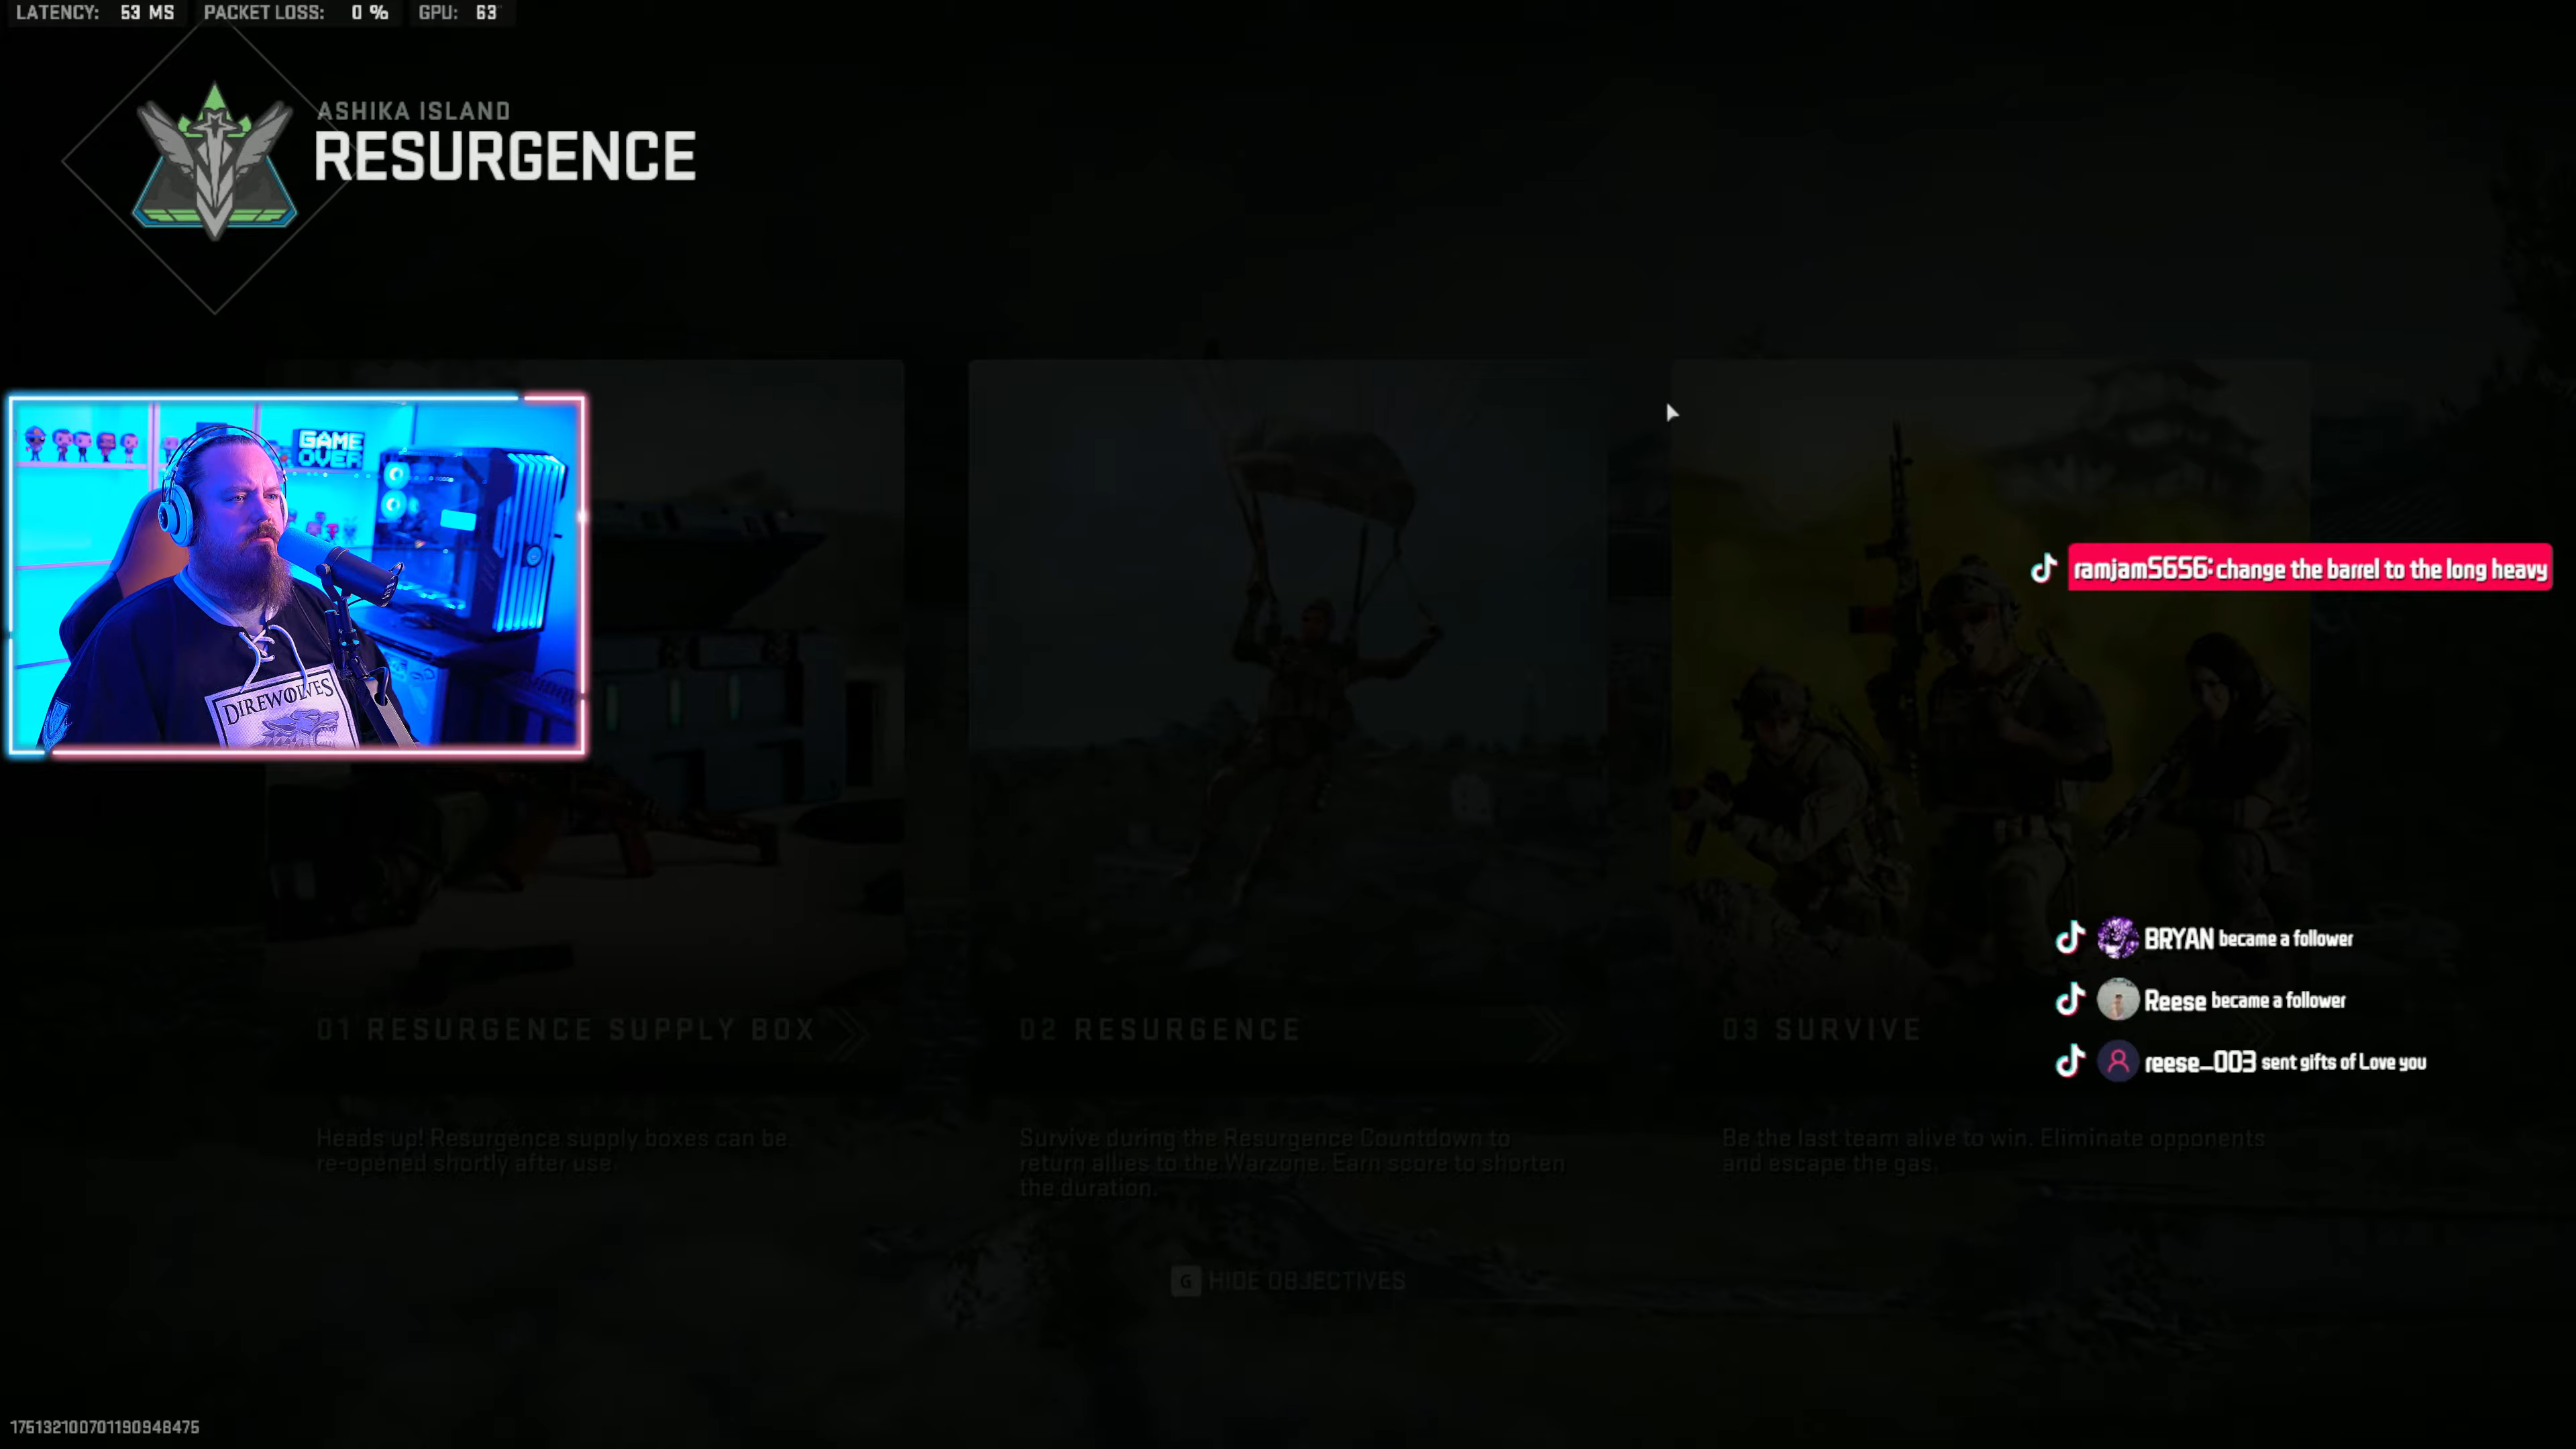 LATENCY: 53 MS PACKET LOSS: 0 % GPU: 63°
ASHIKA ISLAND
RESURGENCE
GAME
OVER
DIREWOLVES
ramjam5656: change the barrel to the long heavy
BRYAN became a follower
Reese became a follower
reese_003 sent gifts of Love you
01 RESURGENCE SUPPLY BOX
Heads up! Resurgence supply boxes can be
re-opened shortly after use.
02 RESURGENCE
Survive during the Resurgence Countdown to
return allies to the Warzone. Earn score to shorten
the duration.
03 SURVIVE
Be the last team alive to win. Eliminate opponents
and escape the gas.
G HIDE OBJECTIVES
175132100701190948475